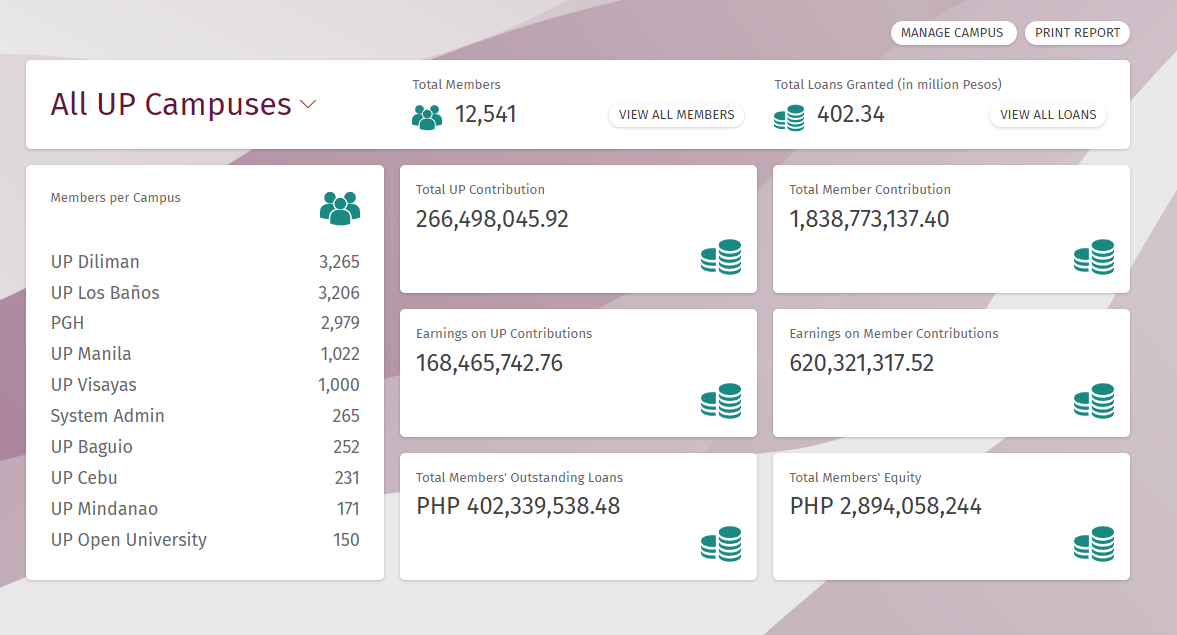 MANAGE CAMPUS PRINT REPORT
All UP Campuses
Total Members
12,541
VIEW ALL MEMBERS
Total Loans Granted (in million Pesos)
402.34
VIEW ALL LOANS
Members per Campus
UP Diliman 3,265
UP Los Baños 3,206
PGH 2,979
UP Manila 1,022
UP Visayas 1,000
System Admin 265
UP Baguio 252
UP Cebu 231
UP Mindanao 171
UP Open University 150
Total UP Contribution
266,498,045.92
Total Member Contribution
1,838,773,137.40
Earnings on UP Contributions
168,465,742.76
Earnings on Member Contributions
620,321,317.52
Total Members' Outstanding Loans
PHP 402,339,538.48
Total Members' Equity
PHP 2,894,058,244